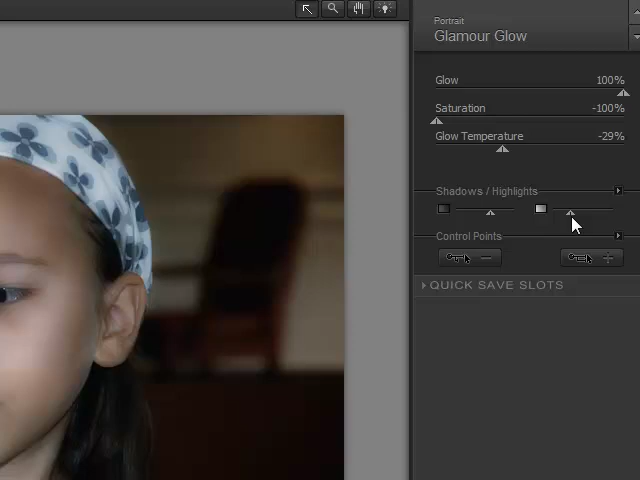 Portrait
Glamour Glow
Glow 100%
Saturation -100%
Glow Temperature -29%
Shadows / Highlights
Control Points
QUICK SAVE SLOTS